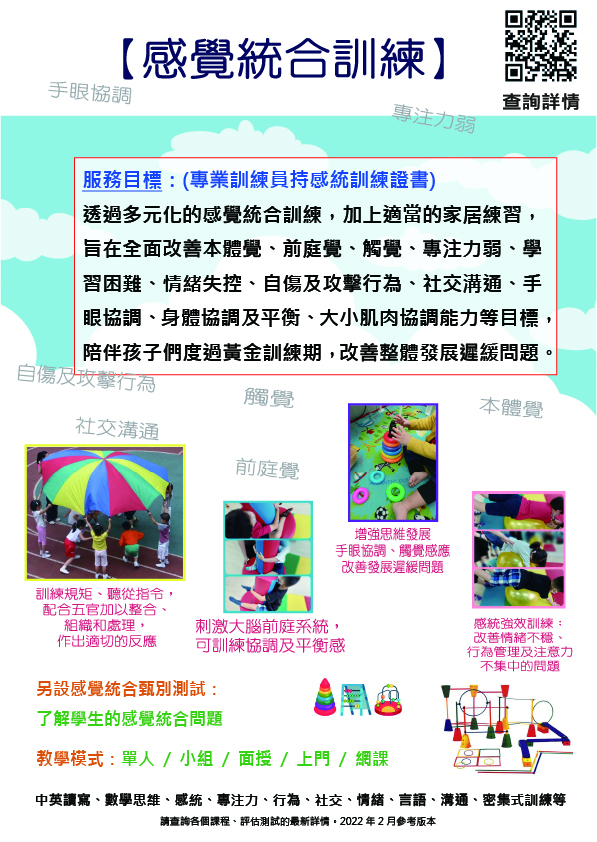 【感覺統合訓練】
查詢詳情
手眼協調
專注力弱
服務目標：(專業訓練員持感統訓練證書)
透過多元化的感覺統合訓練，加上適當的家居練習，
旨在全面改善本體覺、前庭覺、觸覺、專注力弱、學
習困難、情緒失控、自傷及攻擊行為、社交溝通、手
眼協調、身體協調及平衡、大小肌肉協調能力等目標，
陪伴孩子們度過黃金訓練期，改善整體發展遲緩問題。
自傷及攻擊行為
觸覺
本體覺
社交溝通
前庭覺
訓練規矩、聽從指令，
配合五官加以整合、
組織和處理，
作出適切的反應
刺激大腦前庭系統，
可訓練協調及平衡感
增強思維發展
手眼協調、觸覺感應
改善發展遲緩問題
感統強效訓練：
改善情緒不穩、
行為管理及注意力
不集中的問題
另設感覺統合甄別測試：
了解學生的感覺統合問題
教學模式：單人 / 小組 / 面授 / 上門 / 網課
中英讀寫、數學思維、感統、專注力、行為、社交、情緒、言語、溝通、密集式訓練等
請查詢各個課程、評估測試的最新詳情，2022 年 2 月參考版本